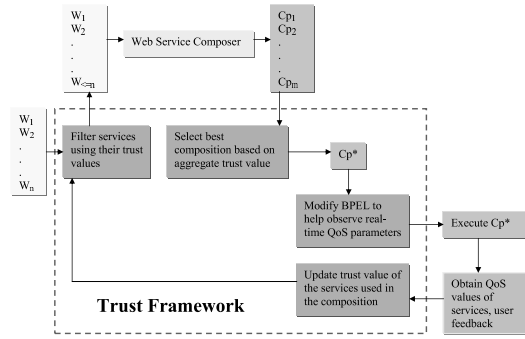 W1
W2
.
.
.
W<=n
Web Service Composer
Cp1
Cp2
.
.
.
Cpm
W1
W2
.
.
.
Wn
Filter services
using their trust
values
Select best
composition based on
aggregate trust value
Cp*
Modify BPEL to
help observe real-
time QoS parameters
Execute Cp*
Update trust value of
the services used in
the composition
Obtain QoS
values of
services, user
feedback
Trust Framework